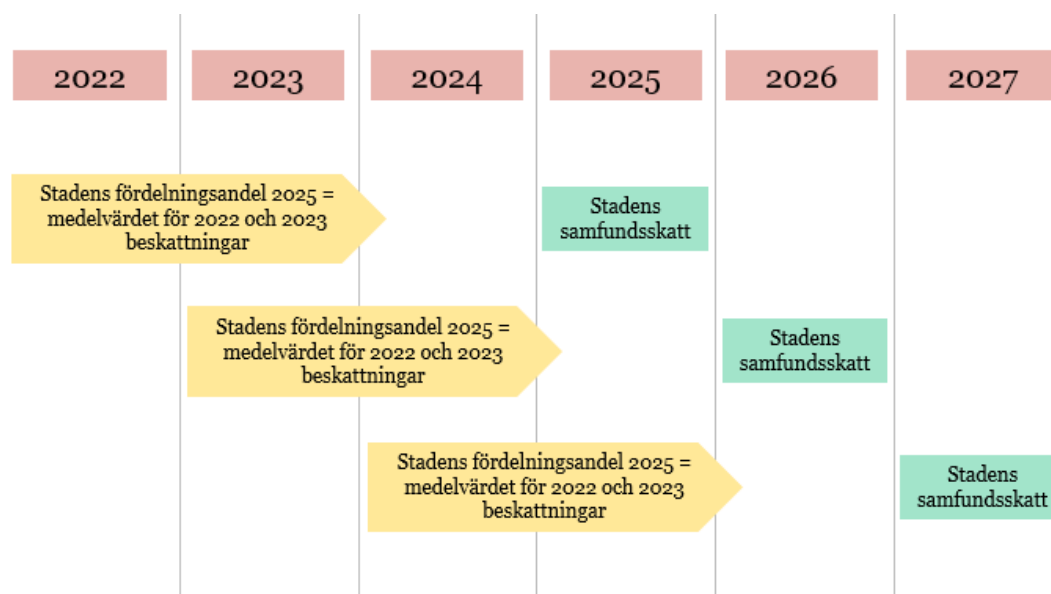 2022
2023
2024
2025
2026
2027
Stadens fördelningsandel 2025 =
medelvärdet för 2022 och 2023
beskattningar
Stadens
samfundsskatt
Stadens fördelningsandel 2025 =
medelvärdet för 2022 och 2023
beskattningar
Stadens
samfundsskatt
Stadens fördelningsandel 2025 =
medelvärdet för 2022 och 2023
beskattningar
Stadens
samfundsskatt